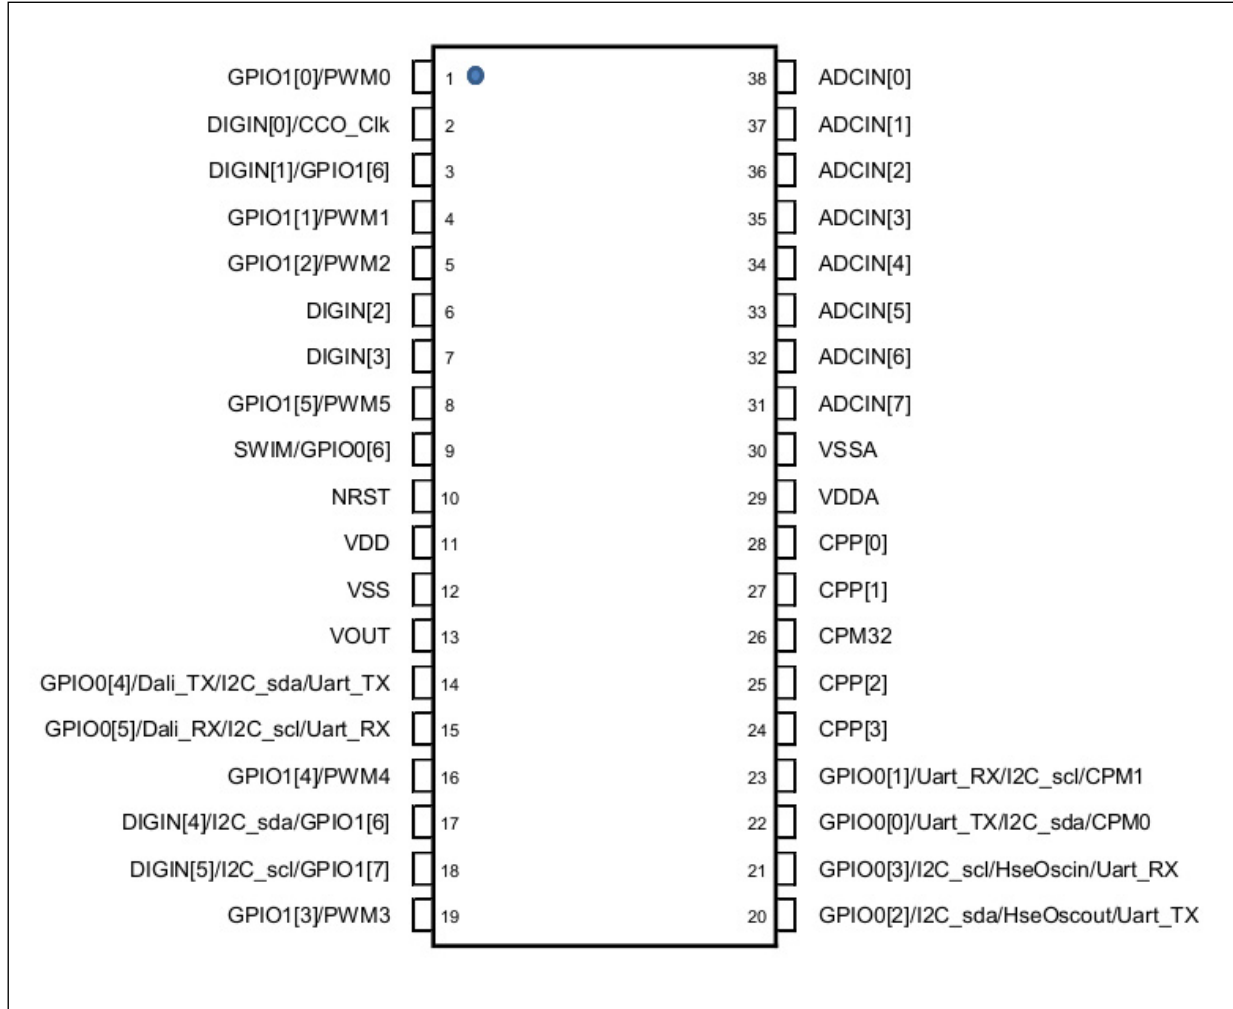 GPIO1[0]/PWM0 1 38 ADCIN[0]
DIGIN[0]/CCO_Clk 2 37 ADCIN[1]
DIGIN[1]/GPIO1[6] 3 36 ADCIN[2]
GPIO1[1]/PWM1 4 35 ADCIN[3]
GPIO1[2]/PWM2 5 34 ADCIN[4]
DIGIN[2] 6 33 ADCIN[5]
DIGIN[3] 7 32 ADCIN[6]
GPIO1[5]/PWM5 8 31 ADCIN[7]
SWIM/GPIO0[6] 9 30 VSSA
NRST 10 29 VDDA
VDD 11 28 CPP[0]
VSS 12 27 CPP[1]
VOUT 13 26 CPM32
GPIO0[4]/Dali_TX/I2C_sda/Uart_TX 14 25 CPP[2]
GPIO0[5]/Dali_RX/I2C_scl/Uart_RX 15 24 CPP[3]
GPIO1[4]/PWM4 16 23 GPIO0[1]/Uart_RX/I2C_scl/CPM1
DIGIN[4]/I2C_sda/GPIO1[6] 17 22 GPIO0[0]/Uart_TX/I2C_sda/CPM0
DIGIN[5]/I2C_scl/GPIO1[7] 18 21 GPIO0[3]/I2C_scl/HseOscin/Uart_RX
GPIO1[3]/PWM3 19 20 GPIO0[2]/I2C_sda/HseOscout/Uart_TX